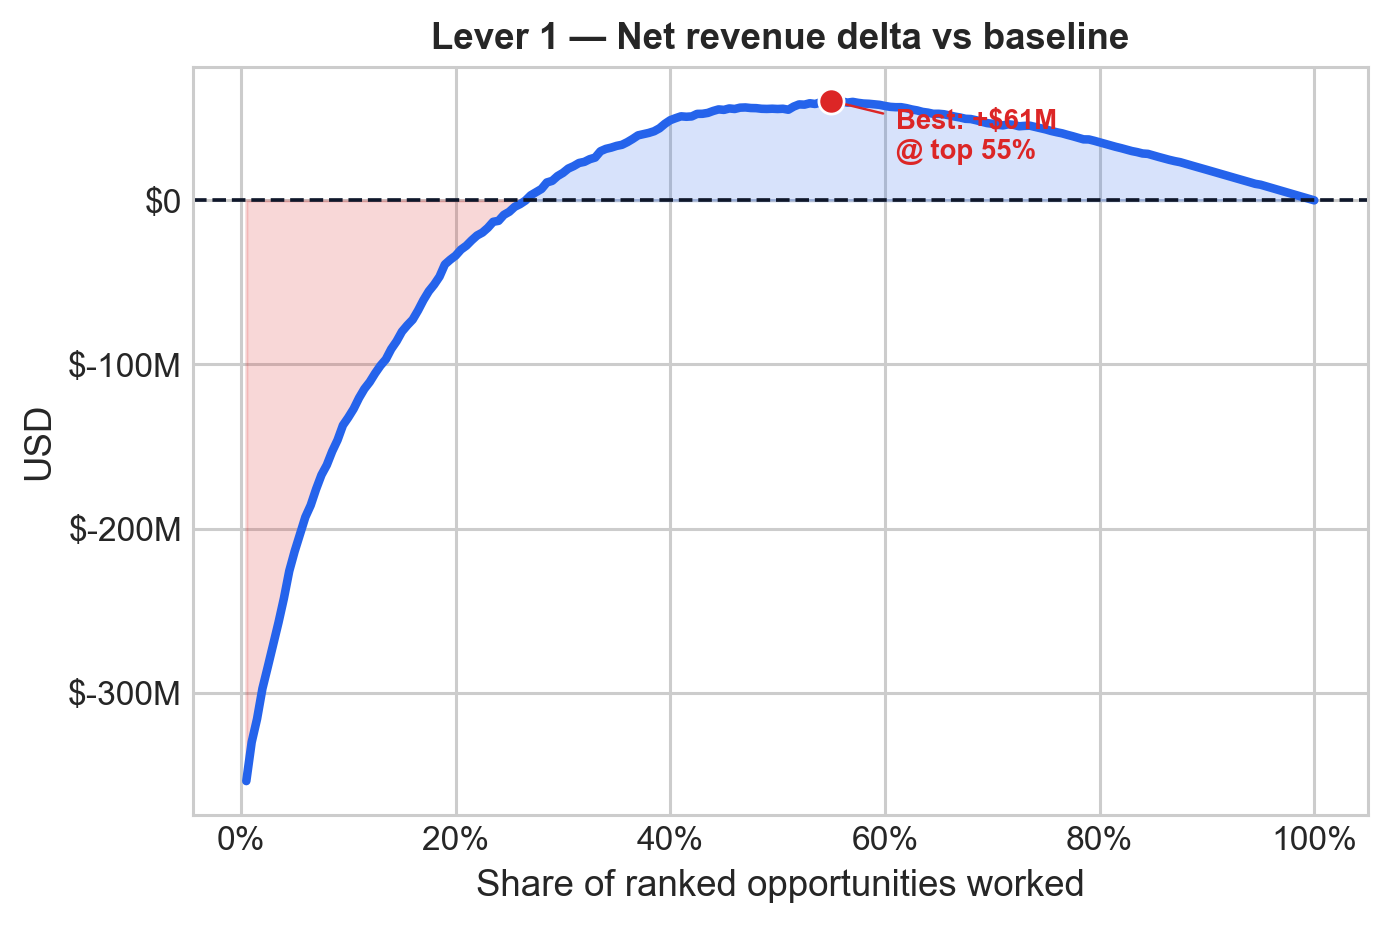 Lever 1 — Net revenue delta vs baseline
Best: +$61M
@ top 55%
$0
$-100M
$-200M
$-300M
USD
0% 20% 40% 60% 80% 100%
Share of ranked opportunities worked